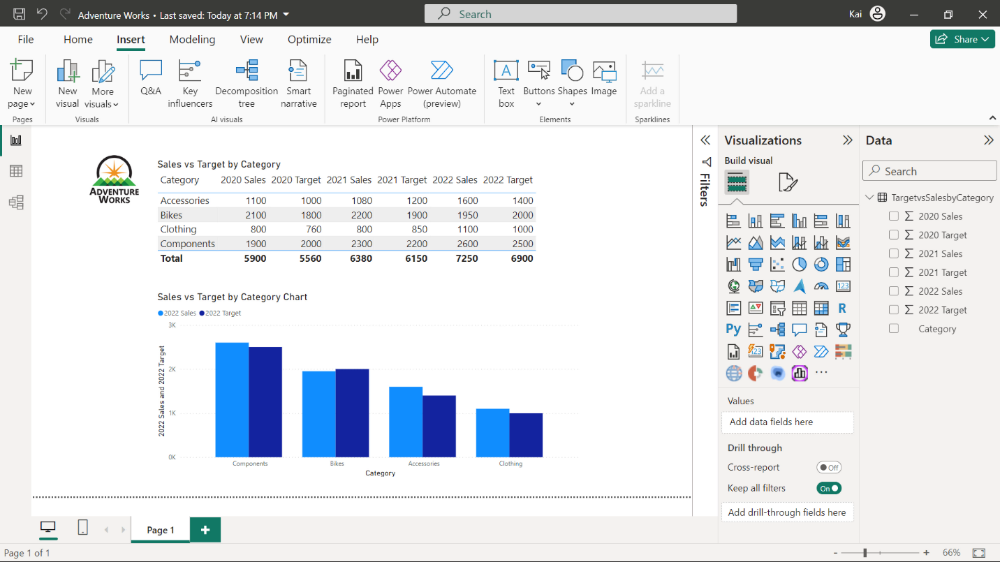 Adventure Works • Last saved: Today at 7:14 PM
Search
Kai
File Home Insert Modeling View Optimize Help
Share
New page
New visual
More visuals
Q&A
Key influencers
Decomposition tree
Smart narrative
Paginated report
Power Apps
Power Automate (preview)
Text box
Buttons
Shapes
Image
Add a sparkline
Pages
Visuals
AI visuals
Power Platform
Elements
Sparklines
ADVENTURE
WORKS
Sales vs Target by Category
Category 2020 Sales 2020 Target 2021 Sales 2021 Target 2022 Sales 2022 Target
Accessories 1100 1000 1080 1200 1600 1400
Bikes 2100 1800 2200 1900 1950 2000
Clothing 800 760 800 850 1100 1000
Components 1900 2000 2300 2200 2600 2500
Total 5900 5560 6380 6150 7250 6900
Sales vs Target by Category Chart
2022 Sales 2022 Target
2022 Sales and 2022 Target
3K
2K
1K
0K
Components Bikes Accessories Clothing
Category
Filters
Visualizations
Build visual
123
R
Py
123
Values
Add data fields here
Drill through
Cross-report Off
Keep all filters On
Add drill-through fields here
Data
Search
TargetvsSalesbyCategory
2020 Sales
2020 Target
2021 Sales
2021 Target
2022 Sales
2022 Target
Category
Page 1
Page 1 of 1
66%